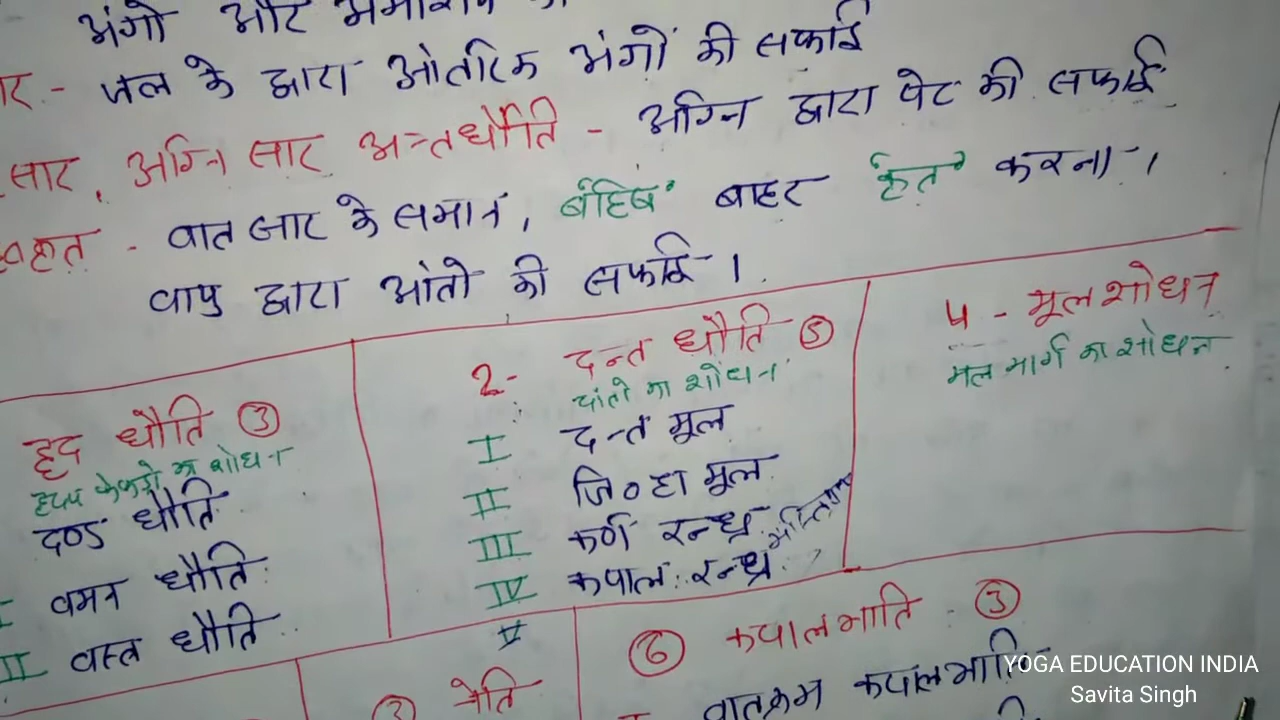 अंगो और
ार - जल के द्वारा आंतरिक अंगों की सफाई
सार, अग्नि सार अन्तर्धौति - अग्नि द्वारा पेट की सफाई
कृत - वात सार के समान, बहिष बाहर कृत करना।
वायु द्वारा आंतो की सफाई।
हृद धौति ③
हृदय फेफड़ो का शोधन
दण्ड धौति
I वमन धौति
II वस्त्र धौति
2- दन्त धौति ⑤
दांतो का शोधन
I दन्त मूल
II जिव्हा मूल
III कर्ण रन्ध्र
IV कपाल रन्ध्र
V
4 - मूल शोधन
मल मार्ग का शोधन
③ नेति
⑥ कपालभाति - ③
वातक्रम कपालभाति
YOGA EDUCATION INDIA
Savita Singh